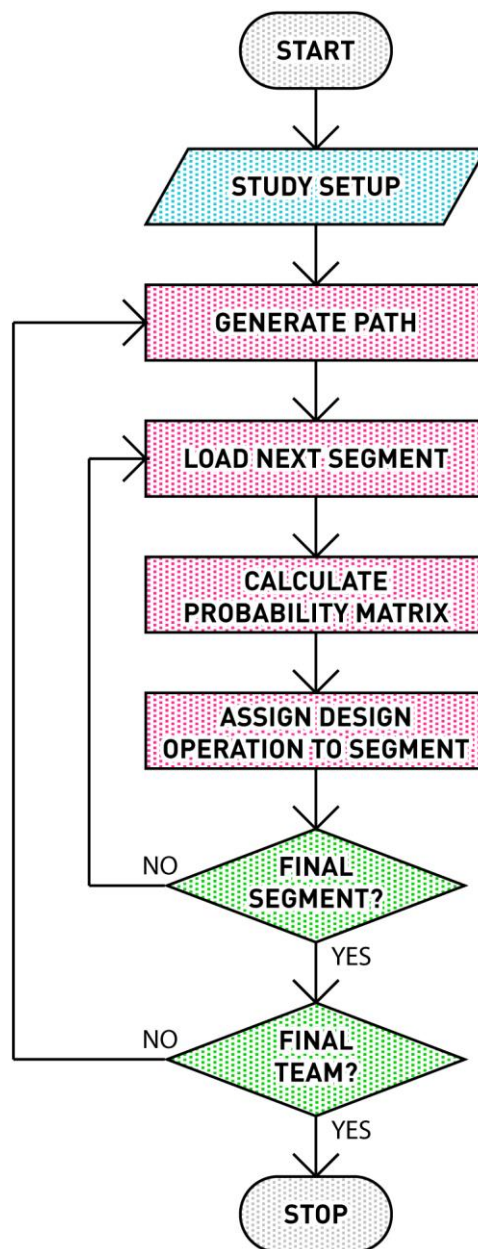 START
STUDY SETUP
GENERATE PATH
LOAD NEXT SEGMENT
CALCULATE
PROBABILITY MATRIX
ASSIGN DESIGN
OPERATION TO SEGMENT
NO
FINAL
SEGMENT?
YES
NO
FINAL
TEAM?
YES
STOP